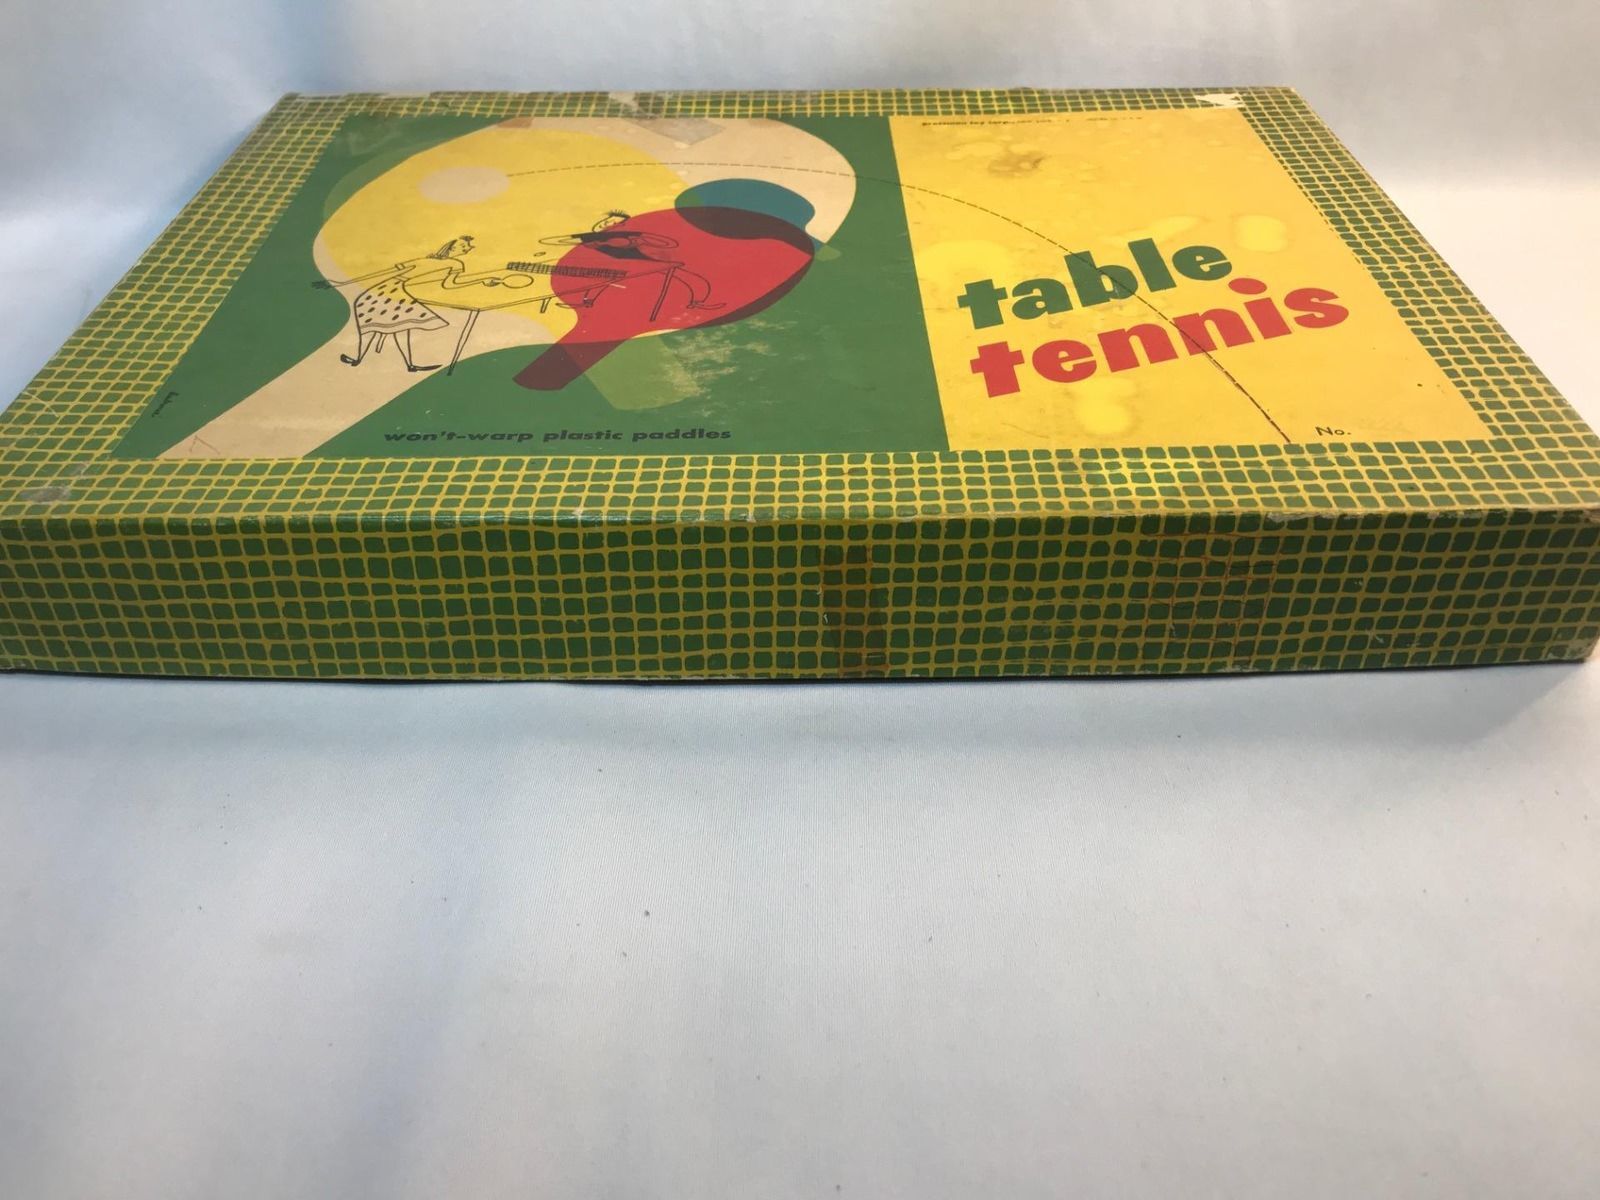 table
tennis
No.
won't-warp plastic paddles